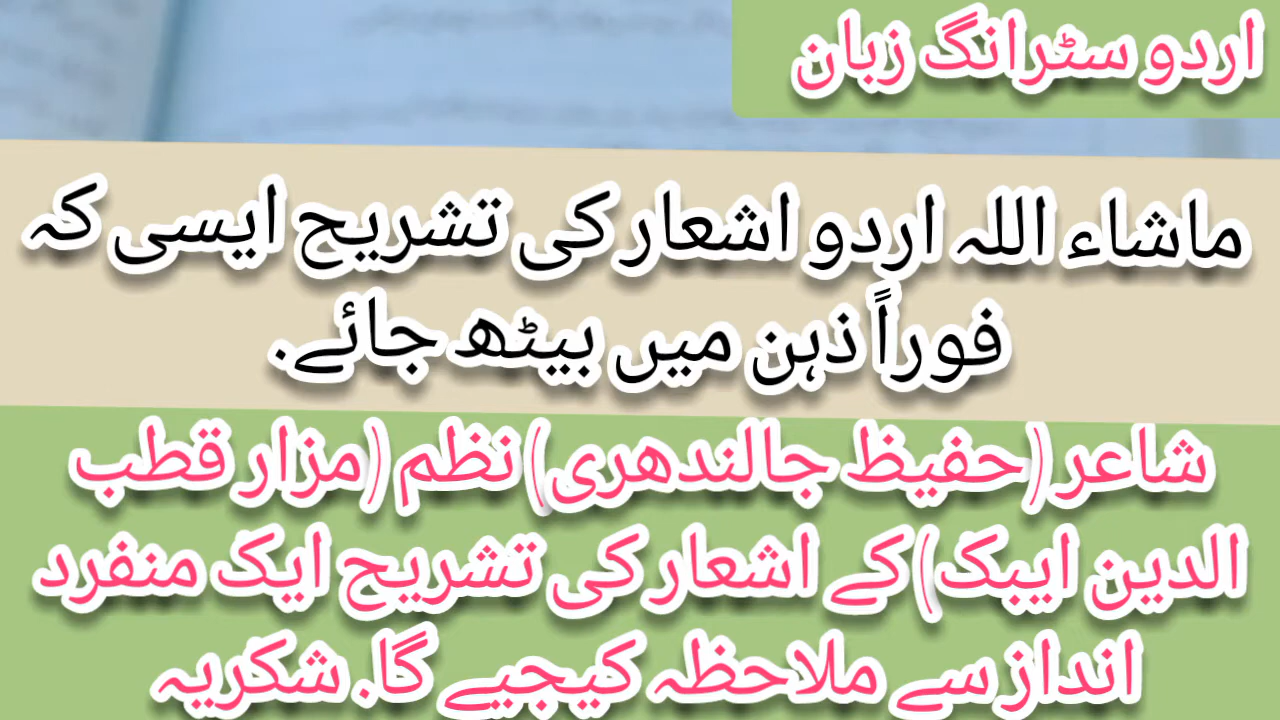 اردو سٹرانگ زبان
ماشاء اللہ اردو اشعار کی تشریح ایسی کہ
فوراً ذہن میں بیٹھ جائے.
شاعر (حفیظ جالندھری) نظم (مزار قطب
الدین ایبک) کے اشعار کی تشریح ایک منفرد
انداز سے ملاحظہ کیجیے گا. شکریہ